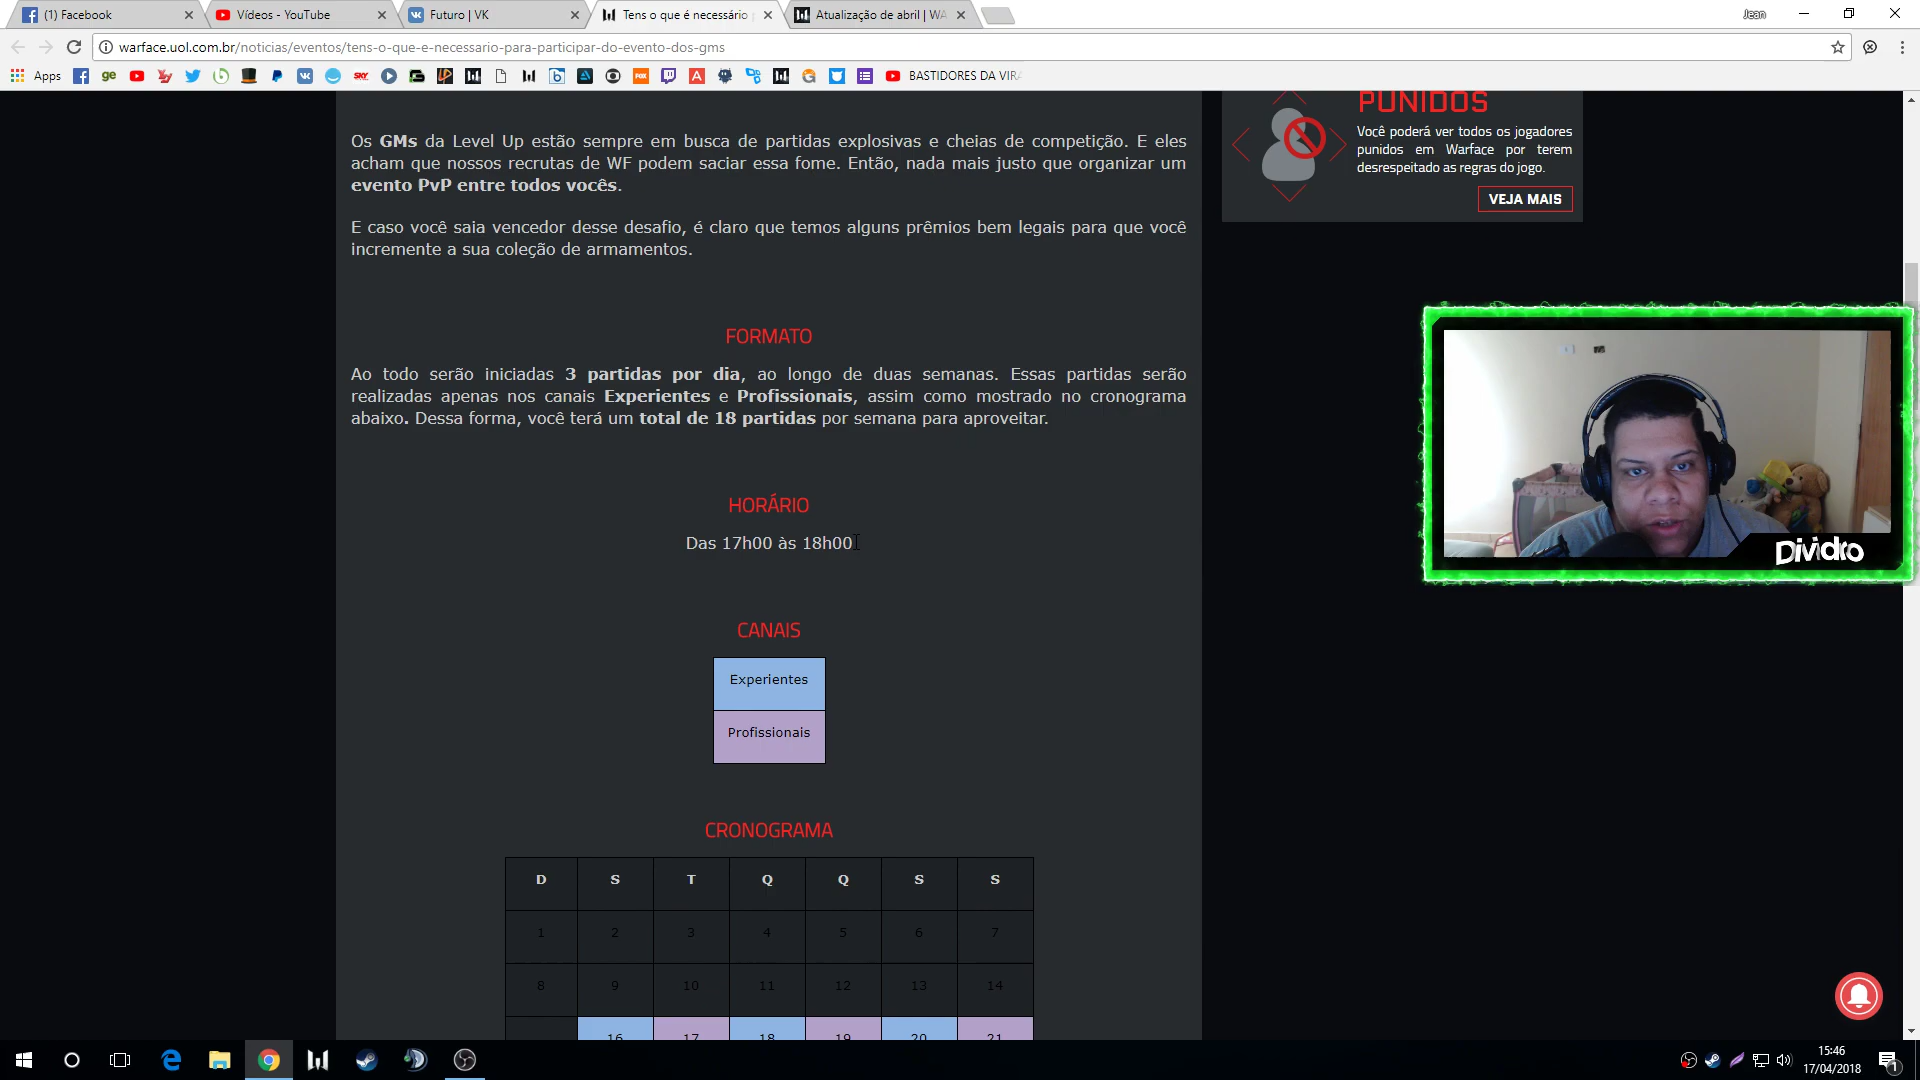 (1) Facebook
Vídeos - YouTube
Futuro | VK
Tens o que é necessário
Atualização de abril | WA
Jean
warface.uol.com.br/noticias/eventos/tens-o-que-e-necessario-para-participar-do-evento-dos-gms
Apps
BASTIDORES DA VIRA
Os GMs da Level Up estão sempre em busca de partidas explosivas e cheias de competição. E eles
acham que nossos recrutas de WF podem saciar essa fome. Então, nada mais justo que organizar um
evento PvP entre todos vocês.
E caso você saia vencedor desse desafio, é claro que temos alguns prêmios bem legais para que você
incremente a sua coleção de armamentos.
FORMATO
Ao todo serão iniciadas 3 partidas por dia, ao longo de duas semanas. Essas partidas serão
realizadas apenas nos canais Experientes e Profissionais, assim como mostrado no cronograma
abaixo. Dessa forma, você terá um total de 18 partidas por semana para aproveitar.
HORÁRIO
Das 17h00 às 18h00
CANAIS
Experientes
Profissionais
CRONOGRAMA
D S T Q Q S S
1 2 3 4 5 6 7
8 9 10 11 12 13 14
16 17 18 19 20 21
PUNIDOS
Você poderá ver todos os jogadores
punidos em Warface por terem
desrespeitado as regras do jogo.
VEJA MAIS
Dividro
15:46
17/04/2018
1